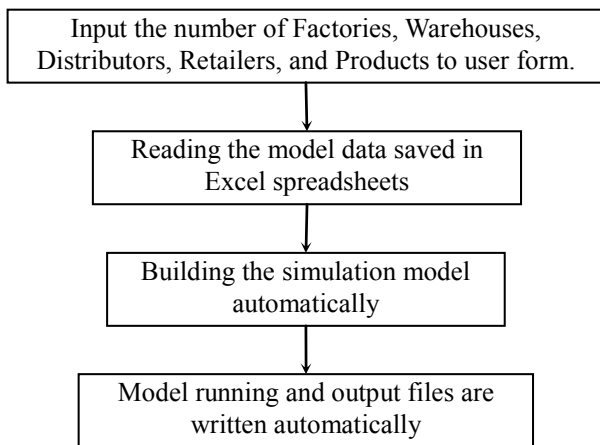 Input the number of Factories, Warehouses,
Distributors, Retailers, and Products to user form.
Reading the model data saved in
Excel spreadsheets
Building the simulation model
automatically
Model running and output files are
written automatically